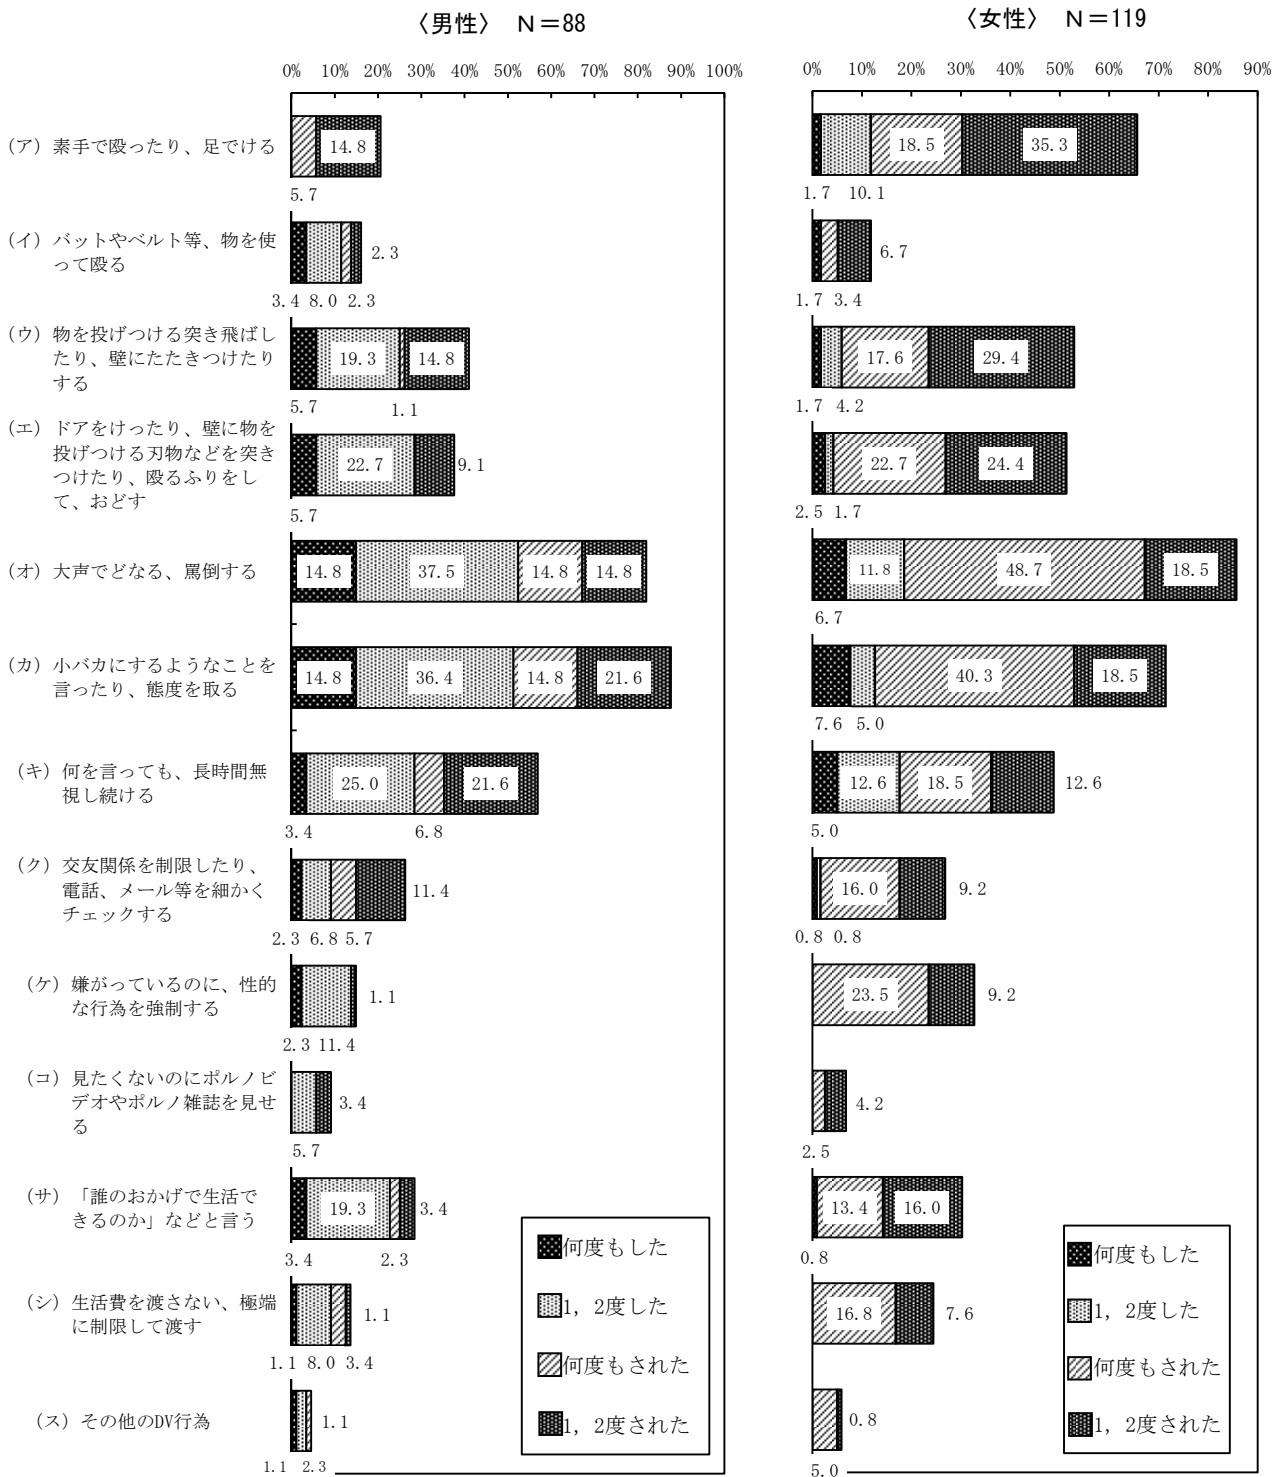 〈男性〉 N＝88
0% 10% 20% 30% 40% 50% 60% 70% 80% 90% 100%
〈女性〉 N＝119
0% 10% 20% 30% 40% 50% 60% 70% 80% 90%
(ア) 素手で殴ったり、足でける
14.8
5.7
18.5 35.3
1.7 10.1
(イ) バットやベルト等、物を使
って殴る
2.3
3.4 8.0 2.3
6.7
1.7 3.4
(ウ) 物を投げつける突き飛ばし
たり、壁にたたきつけたり
する
19.3 14.8
5.7 1.1
17.6 29.4
1.7 4.2
(エ) ドアをけったり、壁に物を
投げつける刃物などを突き
つけたり、殴るふりをし
て、おどす
22.7 9.1
5.7
22.7 24.4
2.5 1.7
(オ) 大声でどなる、罵倒する
14.8 37.5 14.8 14.8
11.8 48.7 18.5
6.7
(カ) 小バカにするようなことを
言ったり、態度を取る
14.8 36.4 14.8 21.6
40.3 18.5
7.6 5.0
(キ) 何を言っても、長時間無
視し続ける
25.0 21.6
3.4 6.8
12.6 18.5 12.6
5.0
(ク) 交友関係を制限したり、
電話、メール等を細かく
チェックする
11.4
2.3 6.8 5.7
16.0 9.2
0.8 0.8
(ケ) 嫌がっているのに、性的
な行為を強制する
1.1
2.3 11.4
23.5 9.2
(コ) 見たくないのにポルノビ
デオやポルノ雑誌を見せ
る
3.4
5.7
4.2
2.5
(サ) 「誰のおかげで生活で
きるのか」などと言う
19.3 3.4
3.4 2.3
13.4 16.0
0.8
(シ) 生活費を渡さない、極端
に制限して渡す
1.1
1.1 8.0 3.4
16.8 7.6
(ス) その他のDV行為
1.1
1.1 2.3
0.8
5.0
何度もした
1，2度した
何度もされた
1，2度された
何度もした
1，2度した
何度もされた
1，2度された